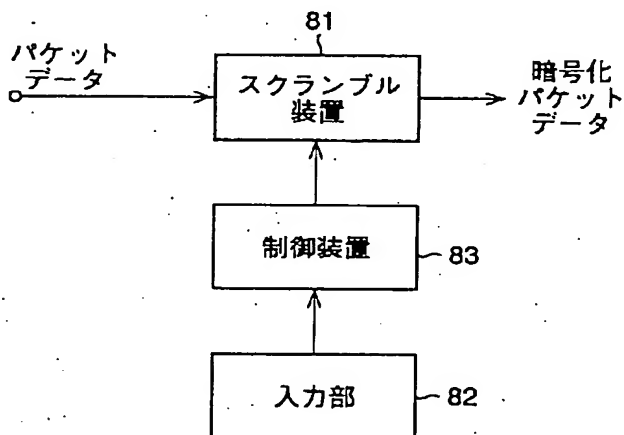 81
パケット
データ
スクランブル
装置
暗号化
パケット
データ
制御装置
83
入力部
82